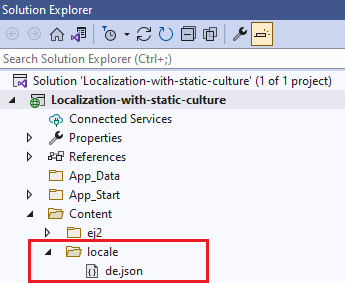 Solution Explorer
Search Solution Explorer (Ctrl+;)
Solution 'Localization-with-static-culture' (1 of 1 project)
Localization-with-static-culture
Connected Services
Properties
References
App_Data
App_Start
Content
ej2
locale
de.json